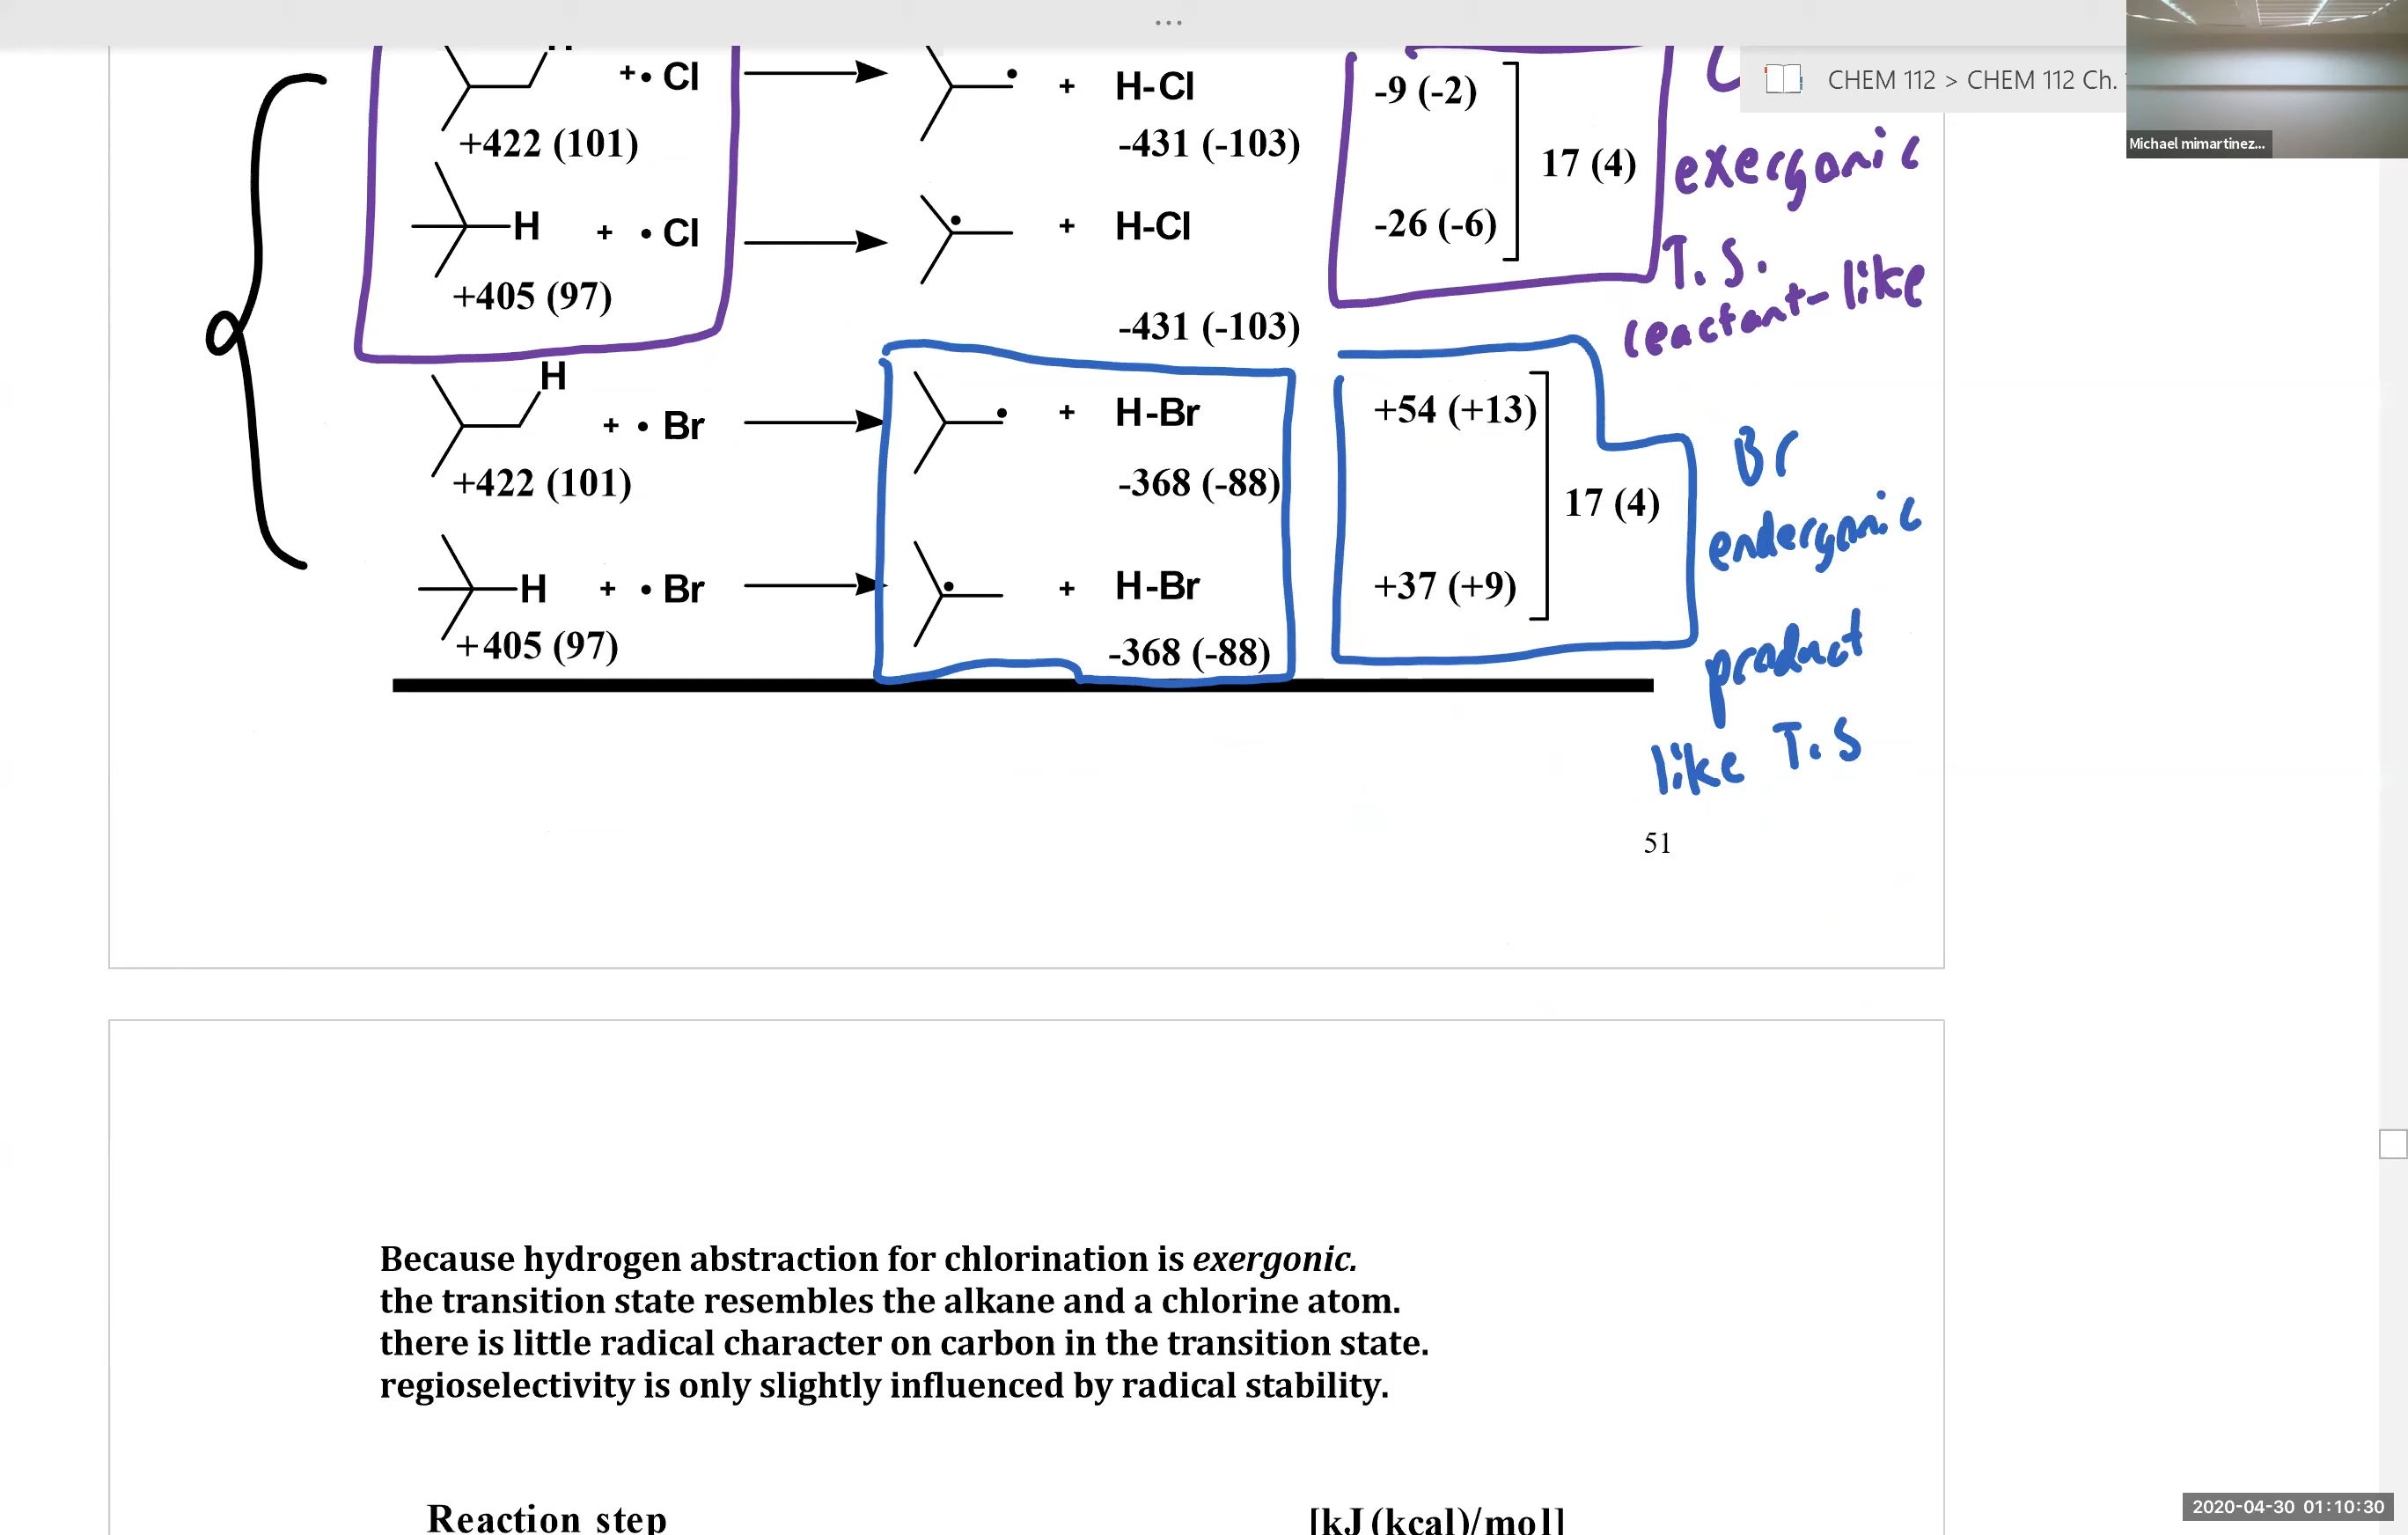 CHEM 112 > CHEM 112 Ch.
Michael mimartinez...
+• Cl + H-Cl -9 (-2)
+422 (101) -431 (-103)
17 (4)
exergonic
H + • Cl + H-Cl -26 (-6)
T.S.
+405 (97)
reactant-like
-431 (-103)
H
+ • Br + H-Br +54 (+13)
Br
+422 (101) -368 (-88)
17 (4)
endergonic
H + • Br + H-Br +37 (+9)
+405 (97) -368 (-88)
product
like T.S
51
Because hydrogen abstraction for chlorination is exergonic.
the transition state resembles the alkane and a chlorine atom.
there is little radical character on carbon in the transition state.
regioselectivity is only slightly influenced by radical stability.
Reaction step [kJ (kcal)/mol]
2020-04-30 01:10:30